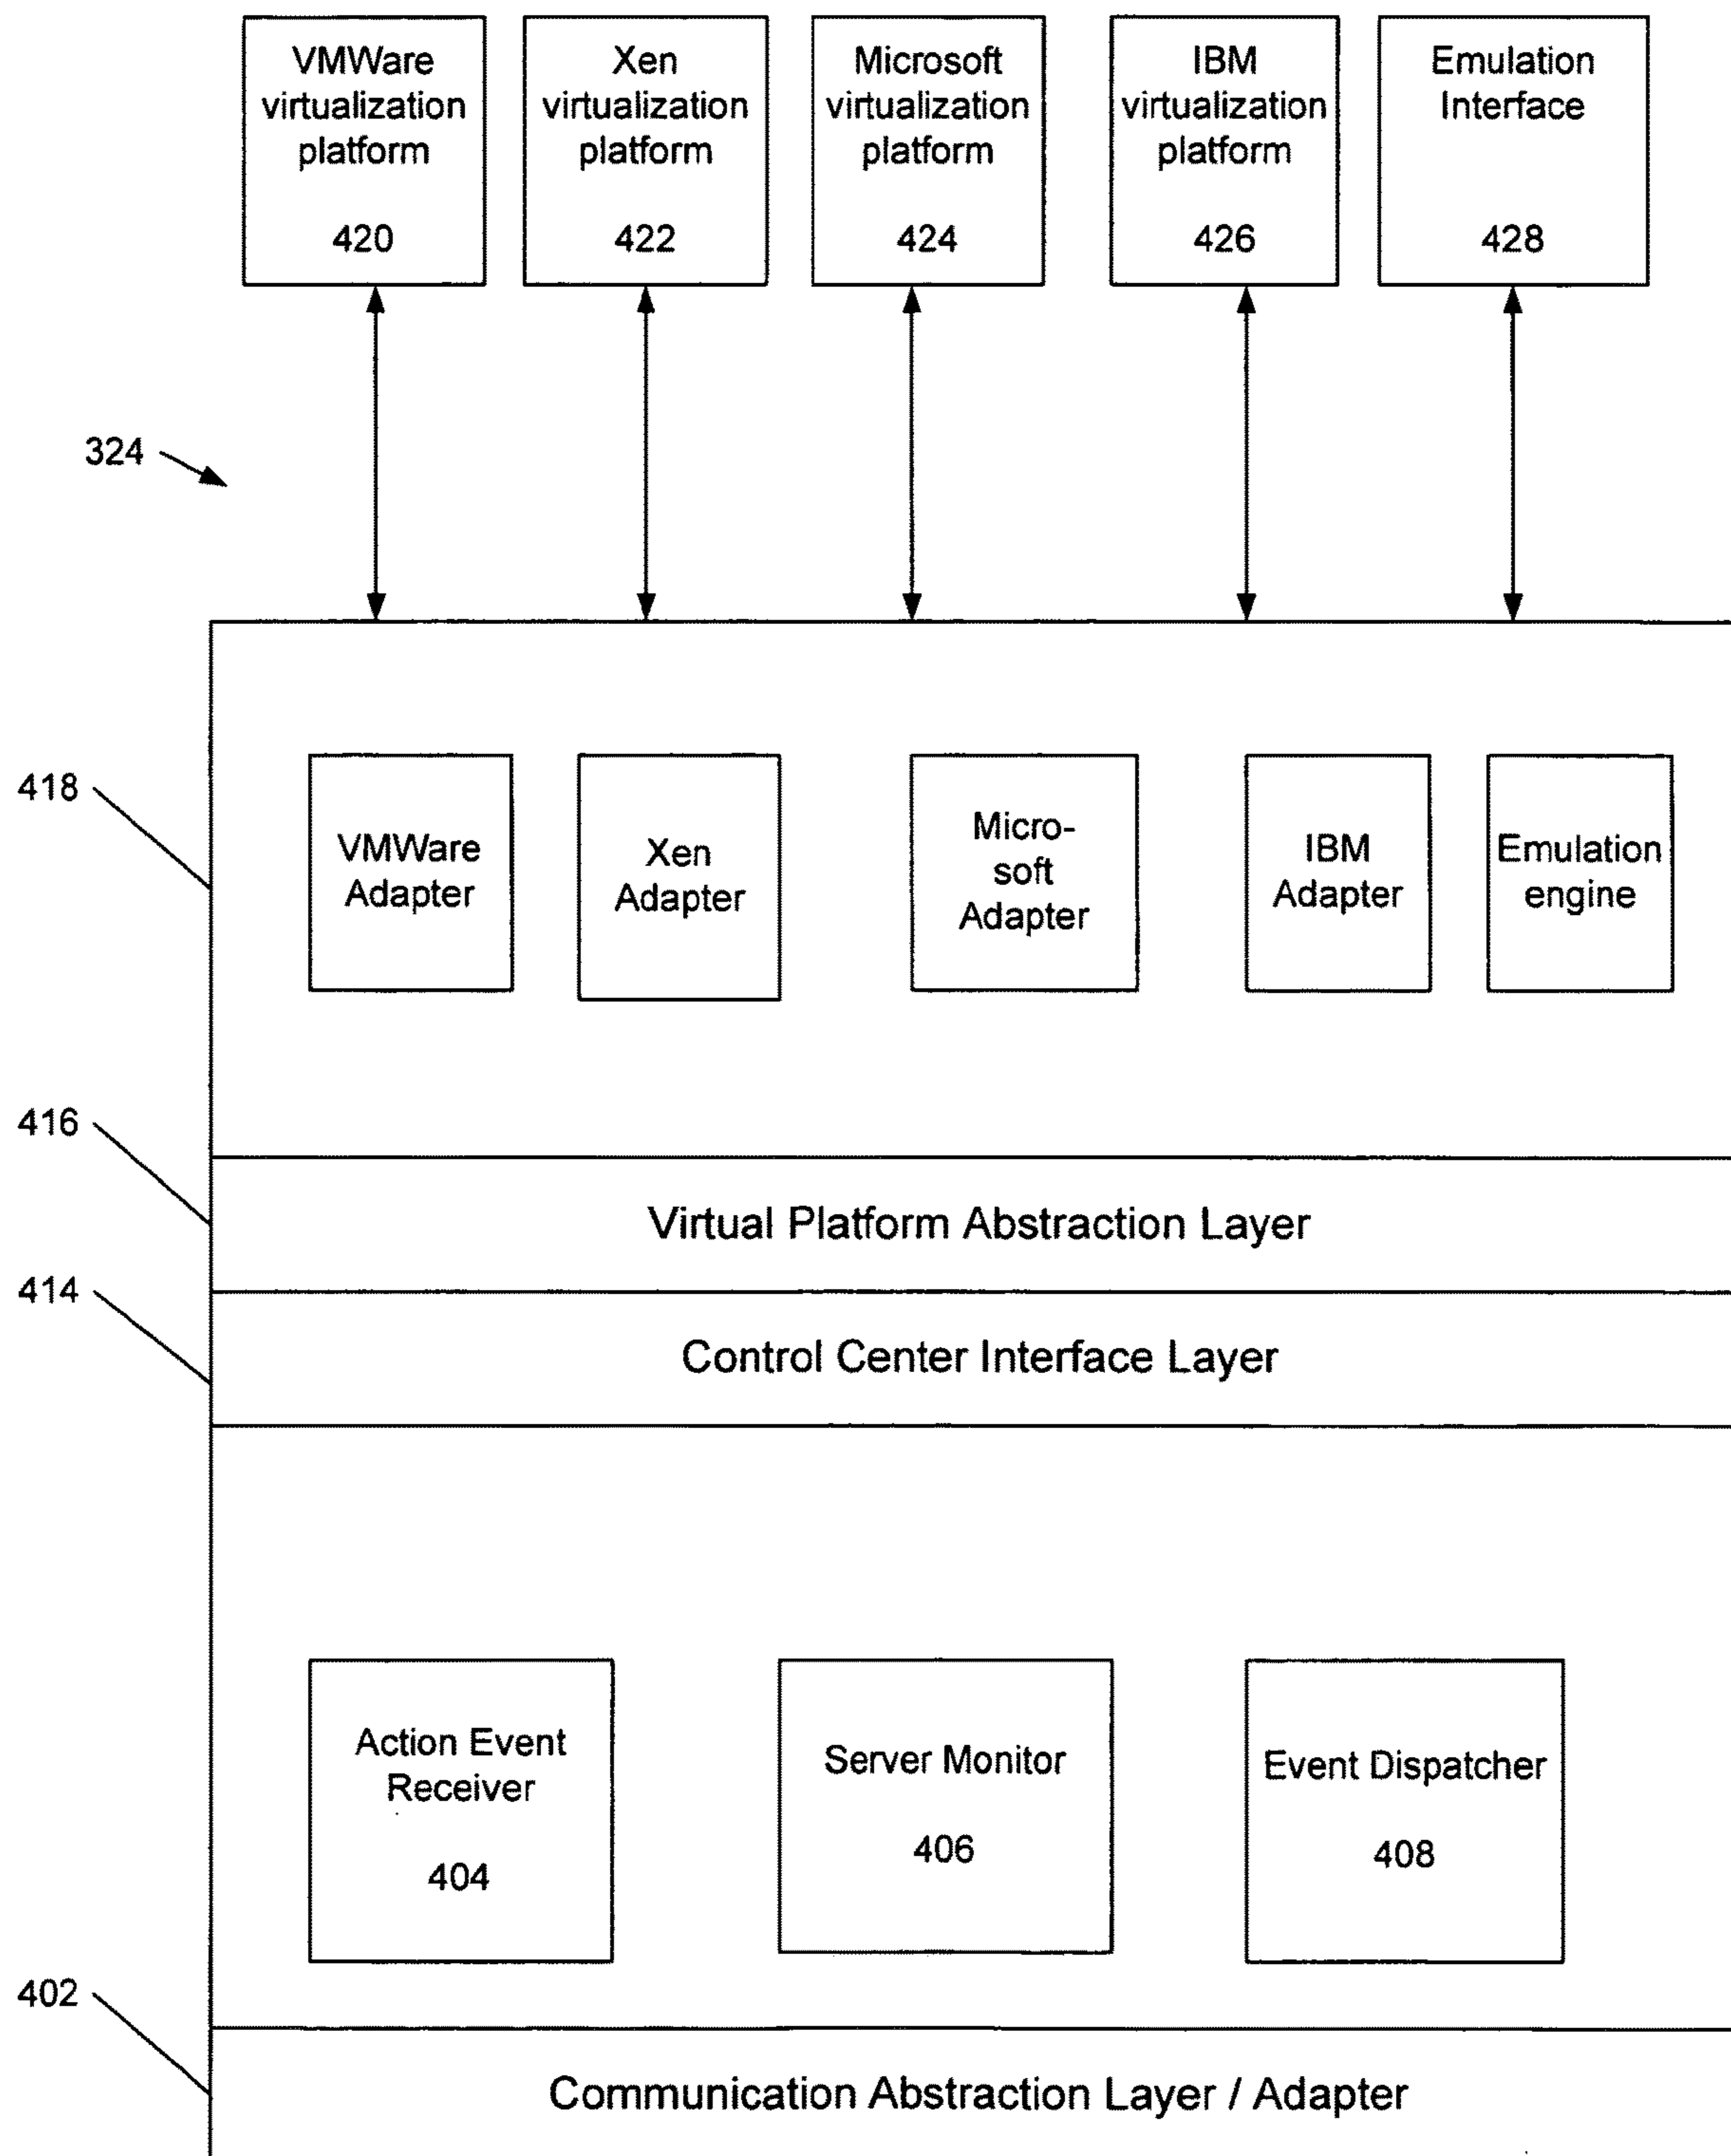 VMWare
virtualization
platform
420
Xen
virtualization
platform
422
Microsoft
virtualization
platform
424
IBM
virtualization
platform
426
Emulation
Interface
428
324
418
VMWare
Adapter
Xen
Adapter
Micro-
soft
Adapter
IBM
Adapter
Emulation
engine
416
Virtual Platform Abstraction Layer
414
Control Center Interface Layer
Action Event
Receiver
404
Server Monitor
406
Event Dispatcher
408
402
Communication Abstraction Layer / Adapter